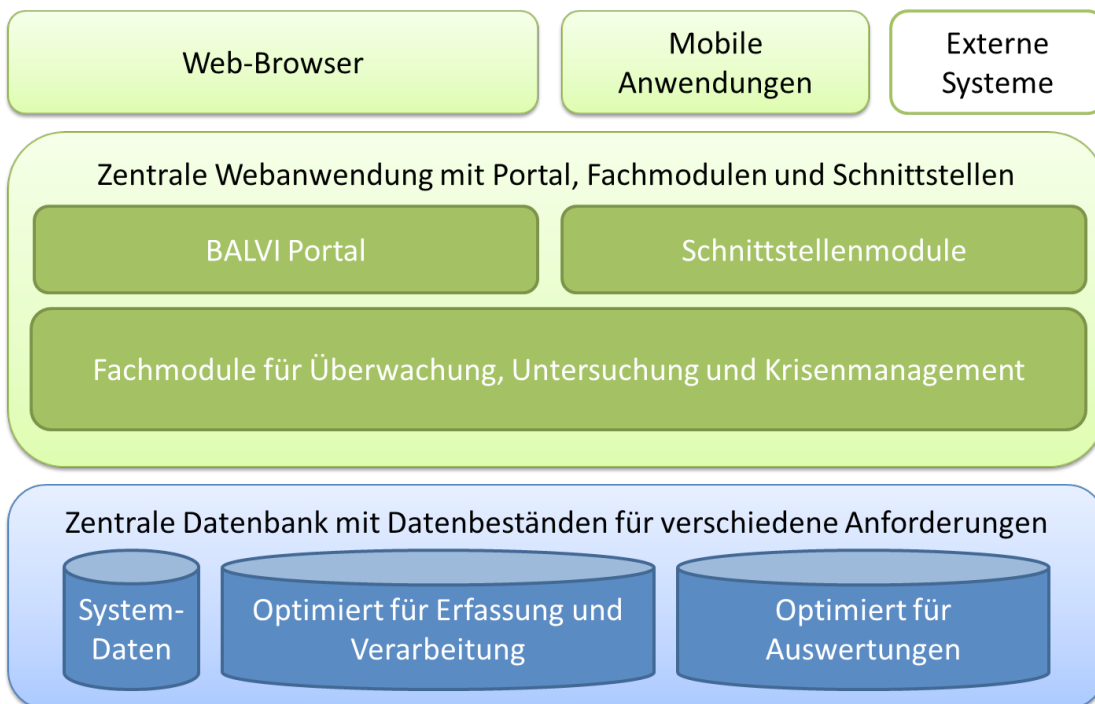 Web-Browser
Mobile
Anwendungen
Externe
Systeme
Zentrale Webanwendung mit Portal, Fachmodulen und Schnittstellen
BALVI Portal
Schnittstellenmodule
Fachmodule für Überwachung, Untersuchung und Krisenmanagement
Zentrale Datenbank mit Datenbeständen für verschiedene Anforderungen
System-
Daten
Optimiert für Erfassung und
Verarbeitung
Optimiert für
Auswertungen